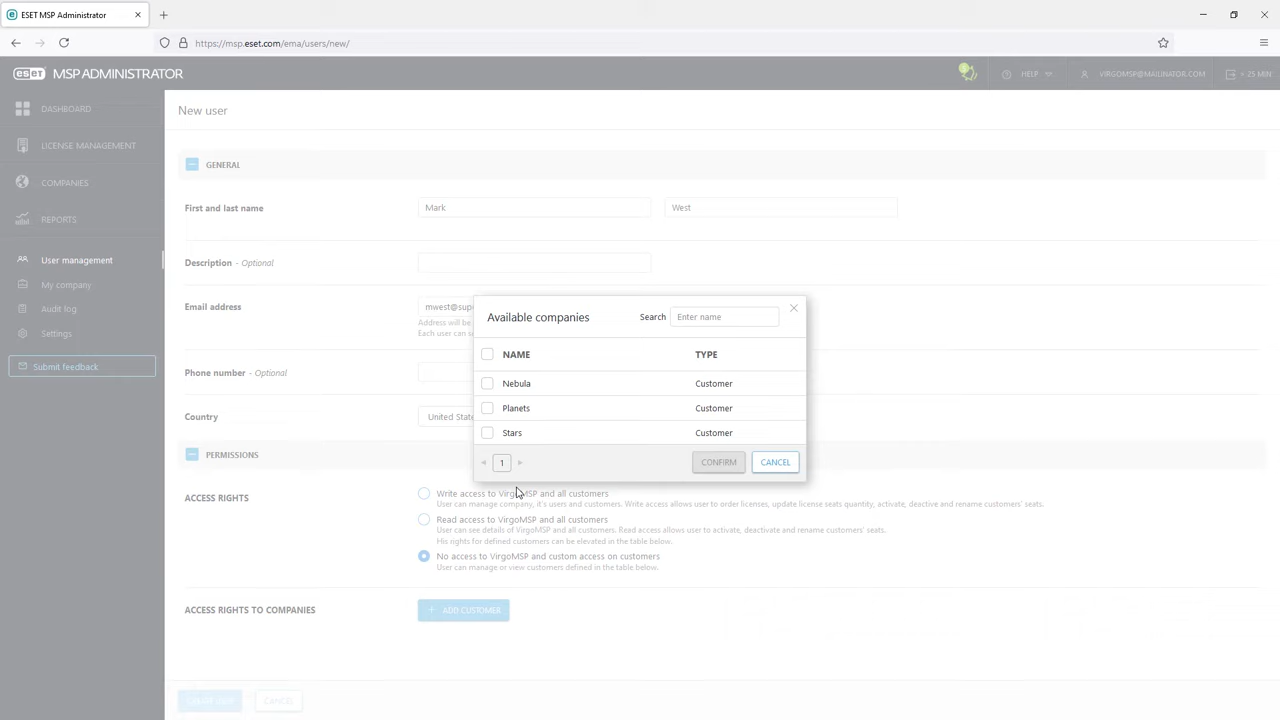 ESET MSP Administrator
https://msp.eset.com/ema/users/new/
eset MSP ADMINISTRATOR
5
HELP
VIRGOMSP@MAILINATOR.COM
< 25 MIN
DASHBOARD
LICENSE MANAGEMENT
COMPANIES
REPORTS
User management
My company
Audit log
Settings
Submit feedback
New user
GENERAL
First and last name
Mark
West
Description - Optional
Email address
mwest@sup
Address will be
Each user can s
Phone number - Optional
Country
United State
Available companies
Search
Enter name
NAME
TYPE
Nebula
Customer
Planets
Customer
Stars
Customer
1
CONFIRM
CANCEL
PERMISSIONS
ACCESS RIGHTS
Write access to VirgoMSP and all customers
User can manage company, it's users and customers. Write access allows user to order licenses, update license seats quantity, activate, deactive and rename customers' seats.
Read access to VirgoMSP and all customers
User can see details of VirgoMSP and all customers. Read access allows user to activate, deactivate and rename customers' seats.
His rights for defined customers can be elevated in the table below.
No access to VirgoMSP and custom access on customers
User can manage or view customers defined in the table below.
ACCESS RIGHTS TO COMPANIES
ADD CUSTOMER
CANCEL